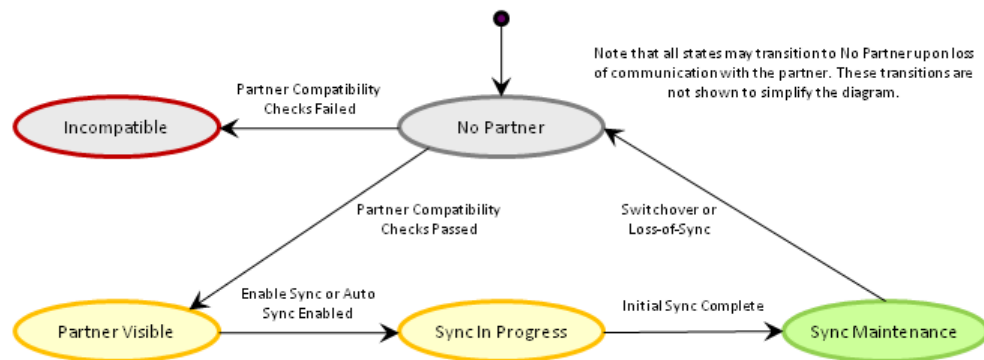 Note that all states may transition to No Partner upon loss
of communication with the partner. These transitions are
not shown to simplify the diagram.
Partner Compatibility
Checks Failed
Incompatible
No Partner
Partner Compatibility
Checks Passed
Switchover or
Loss-of-Sync
Enable Sync or Auto
Sync Enabled
Initial Sync Complete
Partner Visible
Sync In Progress
Sync Maintenance